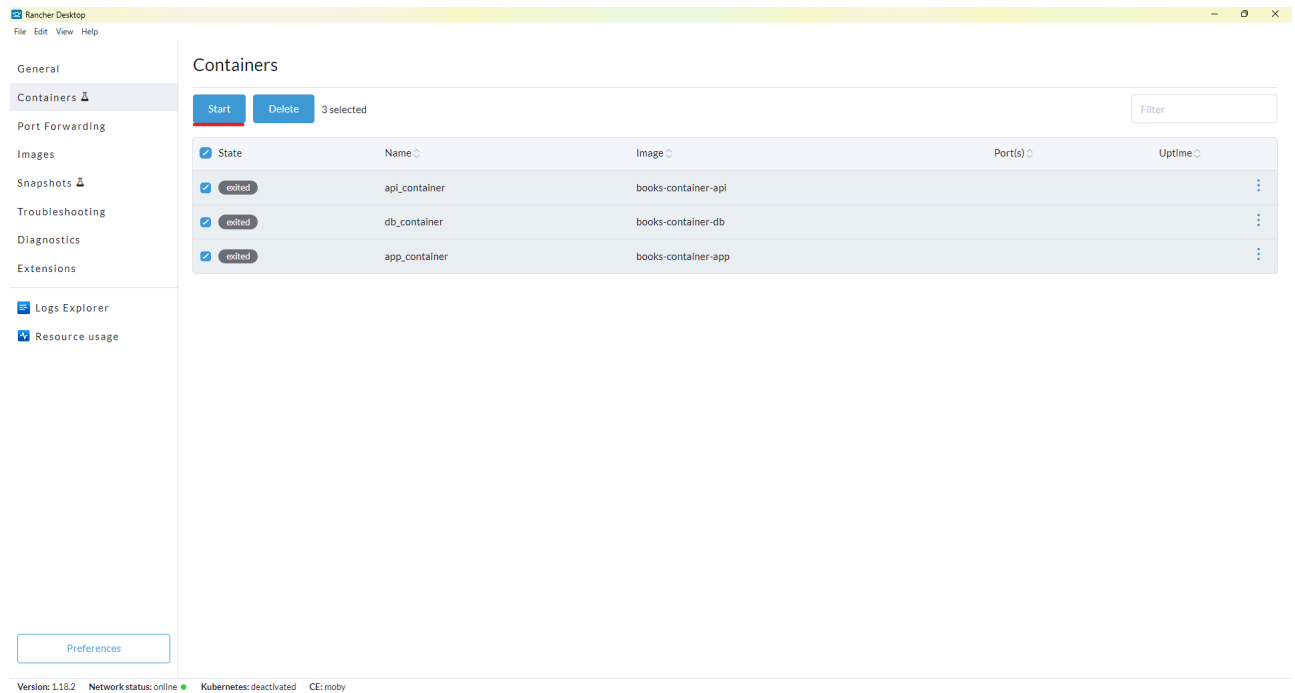 Rancher Desktop
File Edit View Help
General
Containers
Port Forwarding
Images
Snapshots
Troubleshooting
Diagnostics
Extensions
Logs Explorer
Resource usage
Preferences
Containers
Start Delete 3 selected Filter
State Name Image Port(s) Uptime
exited api_container books-container-api
exited db_container books-container-db
exited app_container books-container-app
Version: 1.18.2 Network status: online Kubernetes: deactivated CE: moby